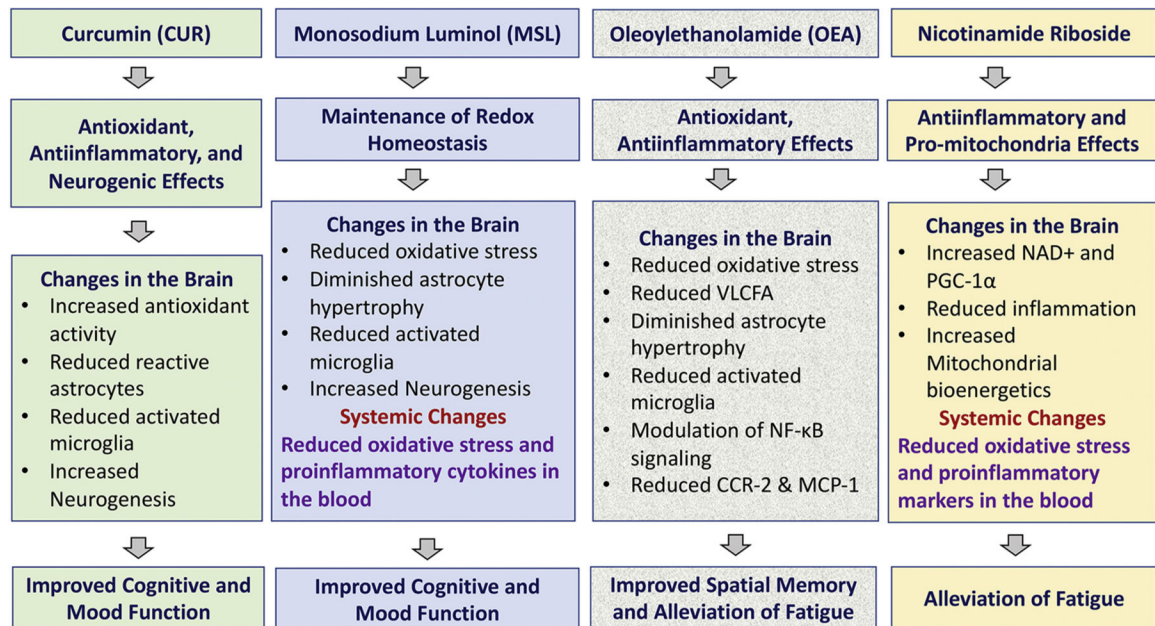 Curcumin (CUR)
Antioxidant,
Antiinflammatory, and
Neurogenic Effects
Changes in the Brain
• Increased antioxidant
activity
• Reduced reactive
astrocytes
• Reduced activated
microglia
• Increased
Neurogenesis
Improved Cognitive and
Mood Function
Monosodium Luminol (MSL)
Maintenance of Redox
Homeostasis
Changes in the Brain
• Reduced oxidative stress
• Diminished astrocyte
hypertrophy
• Reduced activated
microglia
• Increased Neurogenesis
Systemic Changes
Reduced oxidative stress and
proinflammatory cytokines in
the blood
Improved Cognitive and
Mood Function
Oleoylethanolamide (OEA)
Antioxidant,
Antiinflammatory Effects
Changes in the Brain
• Reduced oxidative stress
• Reduced VLCFA
• Diminished astrocyte
hypertrophy
• Reduced activated
microglia
• Modulation of NF-κB
signaling
• Reduced CCR-2 & MCP-1
Improved Spatial Memory
and Alleviation of Fatigue
Nicotinamide Riboside
Antiinflammatory and
Pro-mitochondria Effects
Changes in the Brain
• Increased NAD+ and
PGC-1α
• Reduced inflammation
• Increased
Mitochondrial
bioenergetics
Systemic Changes
Reduced oxidative stress
and proinflammatory
markers in the blood
Alleviation of Fatigue